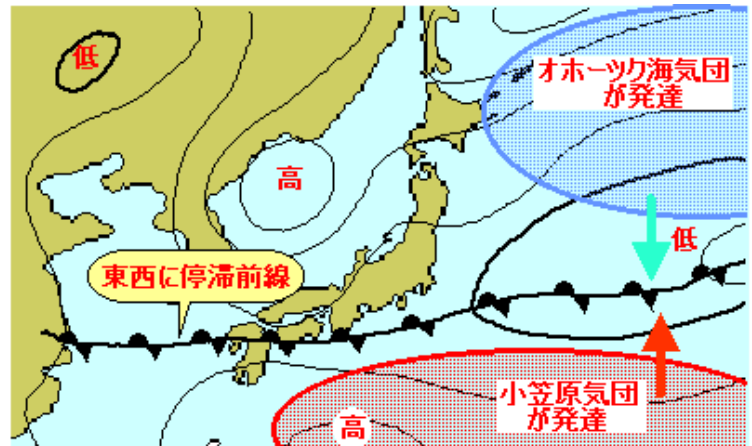 低
オホーツク海気団
が発達
高
低
東西に停滞前線
小笠原気団
が発達
高